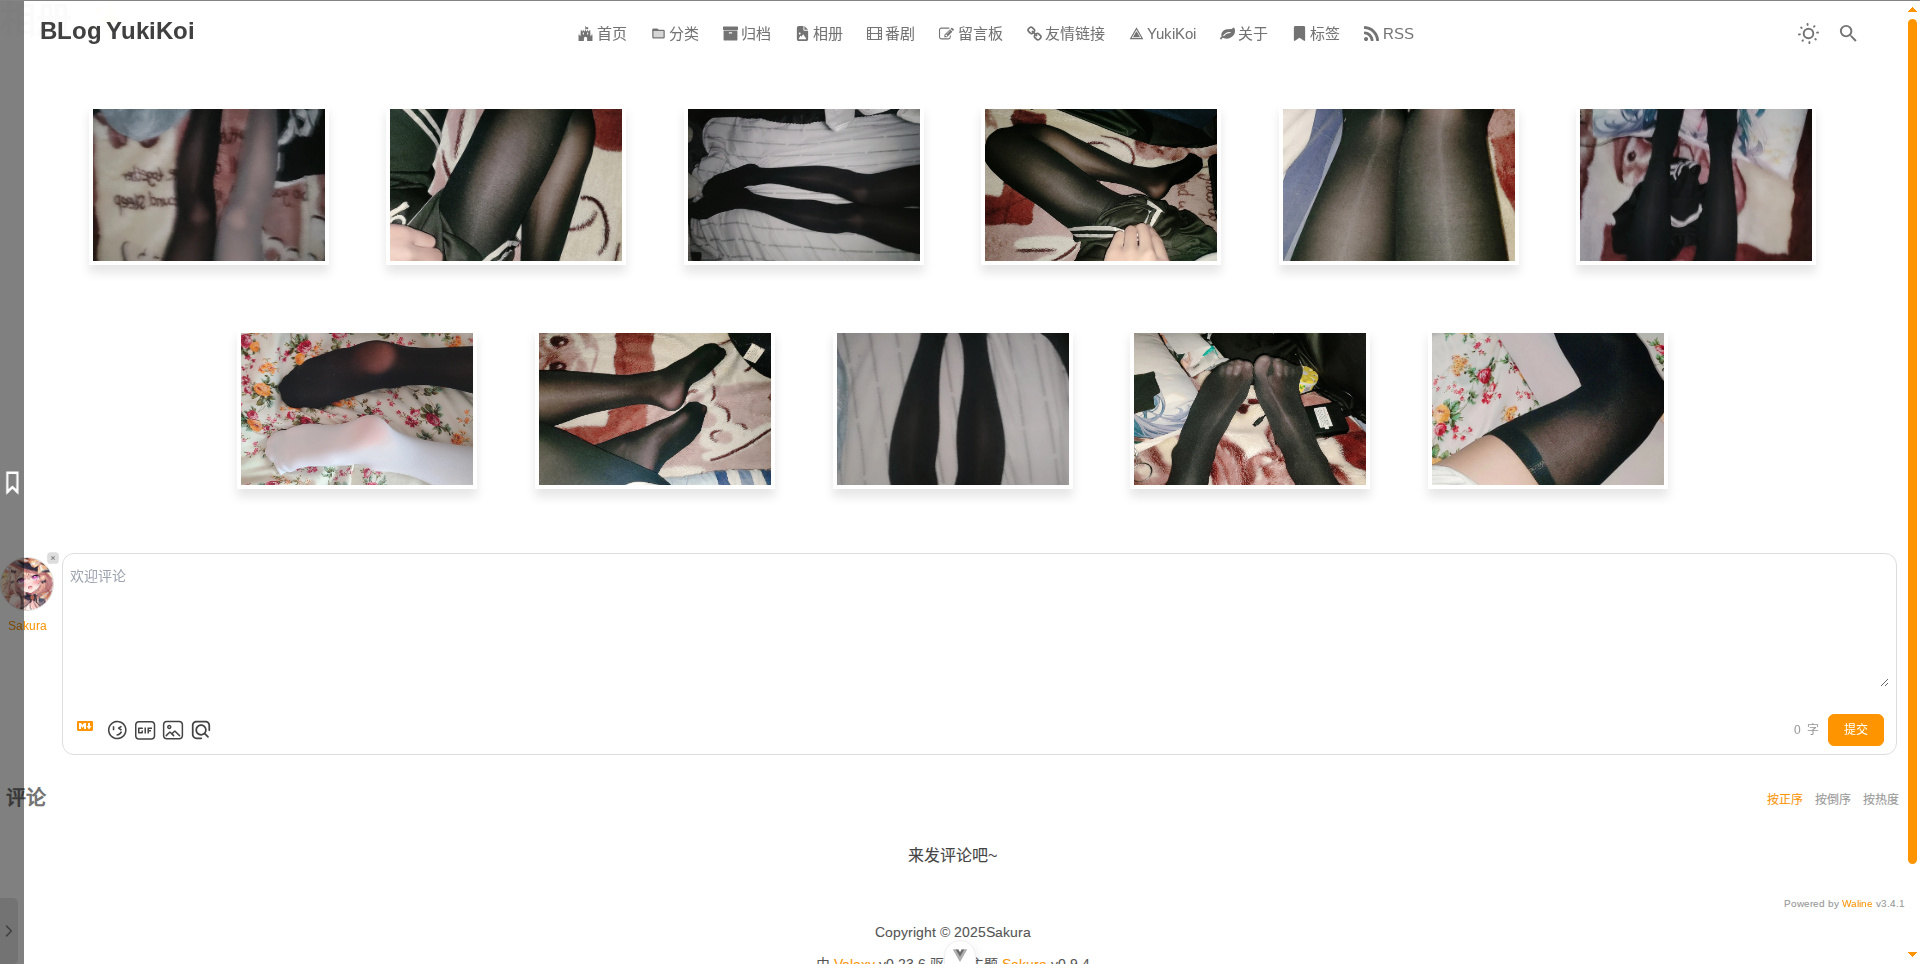 BLog YukiKoi
首页 分类 归档 相册 番剧 留言板 友情链接 YukiKoi 关于 标签 RSS
欢迎评论
Sakura
M↓ GIF
0 字 提交
评论
按正序 按倒序 按热度
来发评论吧~
Powered by Waline v3.4.1
Copyright © 2025Sakura
由 Valaxy v0.23.6 驱 主题 Sakura v0.9.4